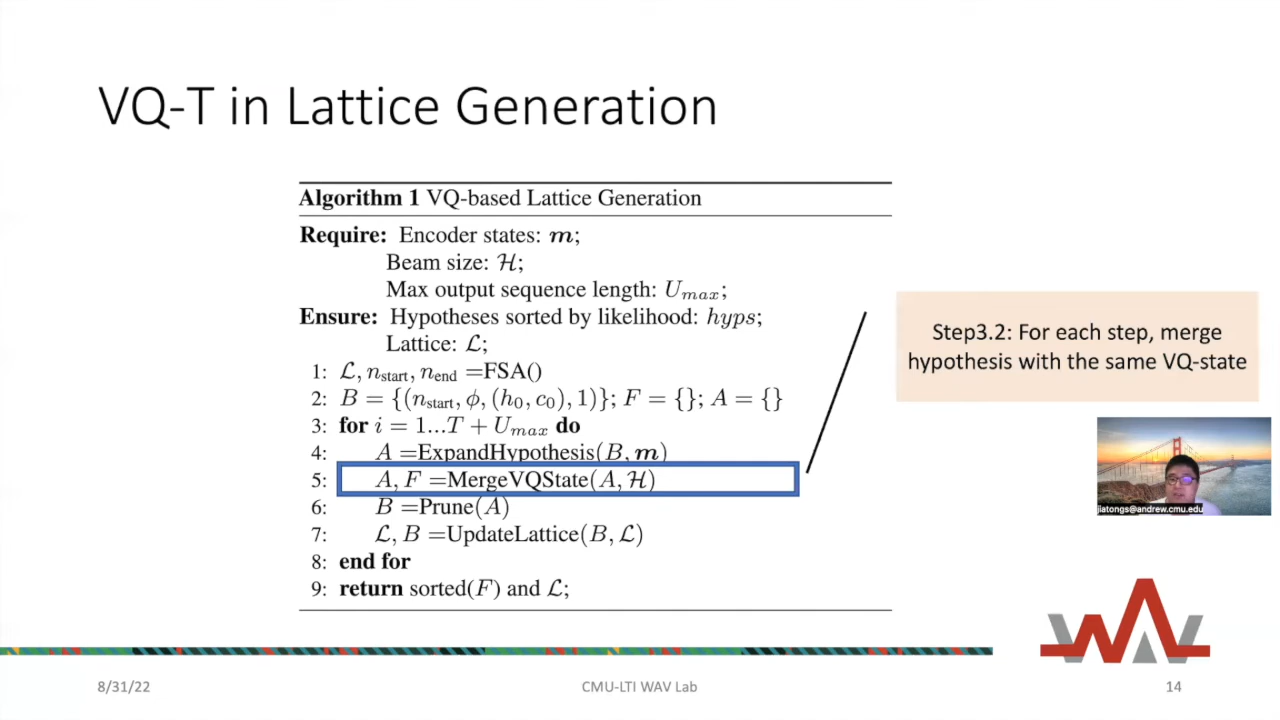 VQ-T in Lattice Generation
Algorithm 1 VQ-based Lattice Generation
Require: Encoder states: m;
Beam size: ℋ;
Max output sequence length: U_max;
Ensure: Hypotheses sorted by likelihood: hyps;
Lattice: ℒ;
1: ℒ, n_start, n_end =FSA()
2: B = {(n_start, ϕ, (h_0, c_0), 1)}; F = {}; A = {}
3: for i = 1...T + U_max do
4: A =ExpandHypothesis(B, m)
5: A, F =MergeVQState(A, ℋ)
6: B =Prune(A)
7: ℒ, B =UpdateLattice(B, ℒ)
8: end for
9: return sorted(F) and ℒ;
Step3.2: For each step, merge
hypothesis with the same VQ-state
jiatongs@andrew.cmu.edu
8/31/22
CMU-LTI WAV Lab
14